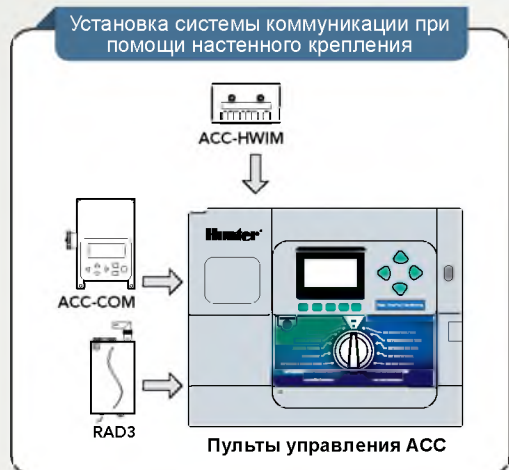 Установка системы коммуникации при
помощи настенного крепления
ACC-HWIM
Hunter
ACC-COM
RAD3
Пульты управления ACC